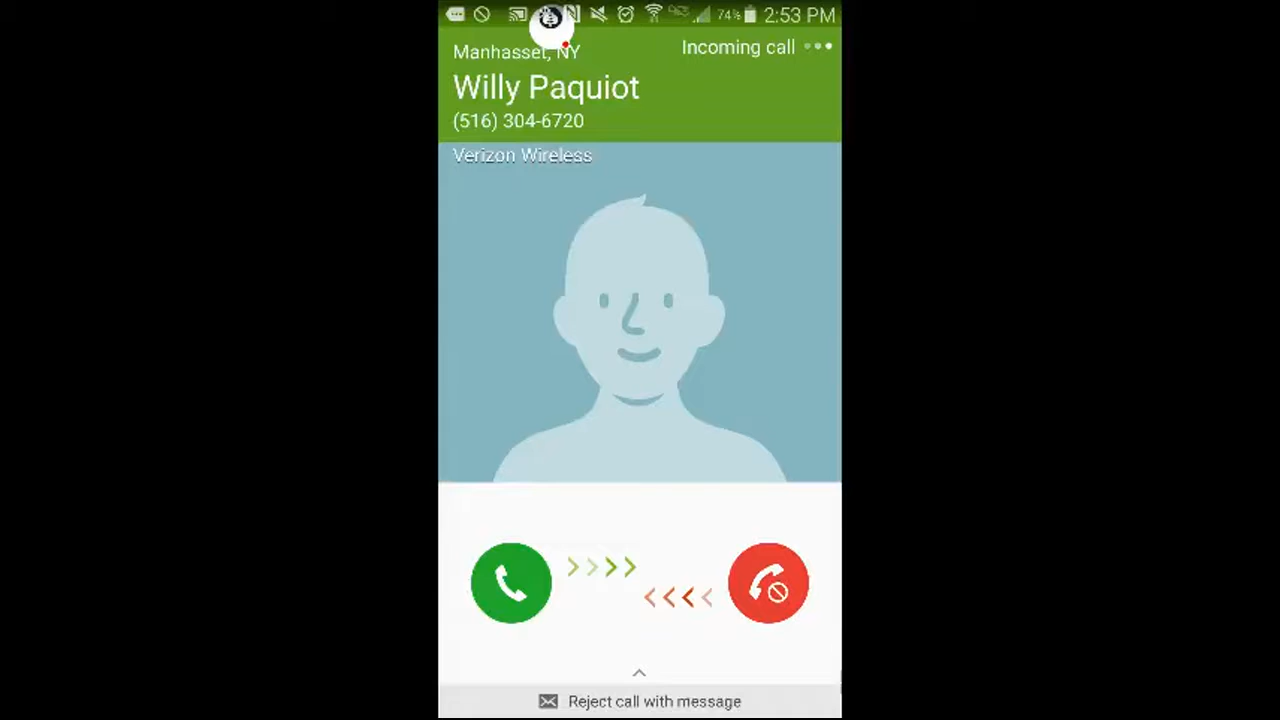 74% 2:53 PM
Manhasset, NY
Incoming call
Willy Paquiot
(516) 304-6720
Verizon Wireless
Reject call with message